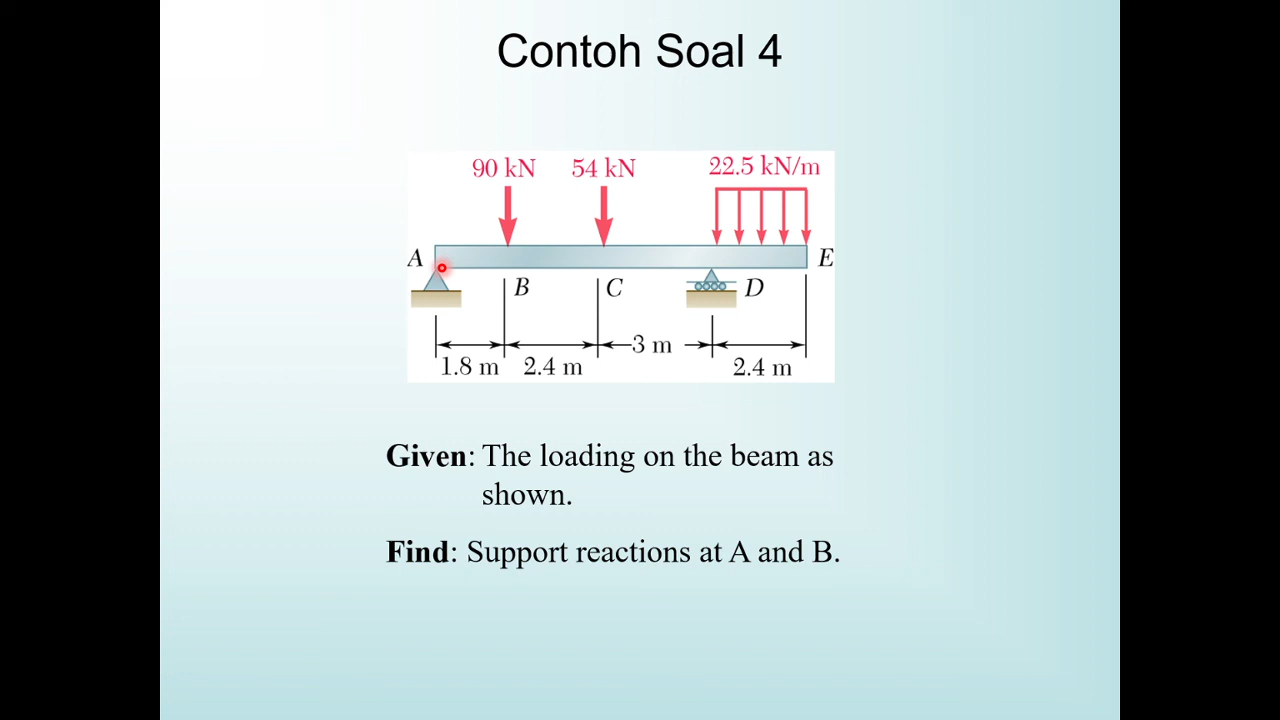 Contoh Soal 4
90 kN 54 kN 22.5 kN/m
A E
B C D
3 m
1.8 m 2.4 m 2.4 m
Given: The loading on the beam as
shown.
Find: Support reactions at A and B.